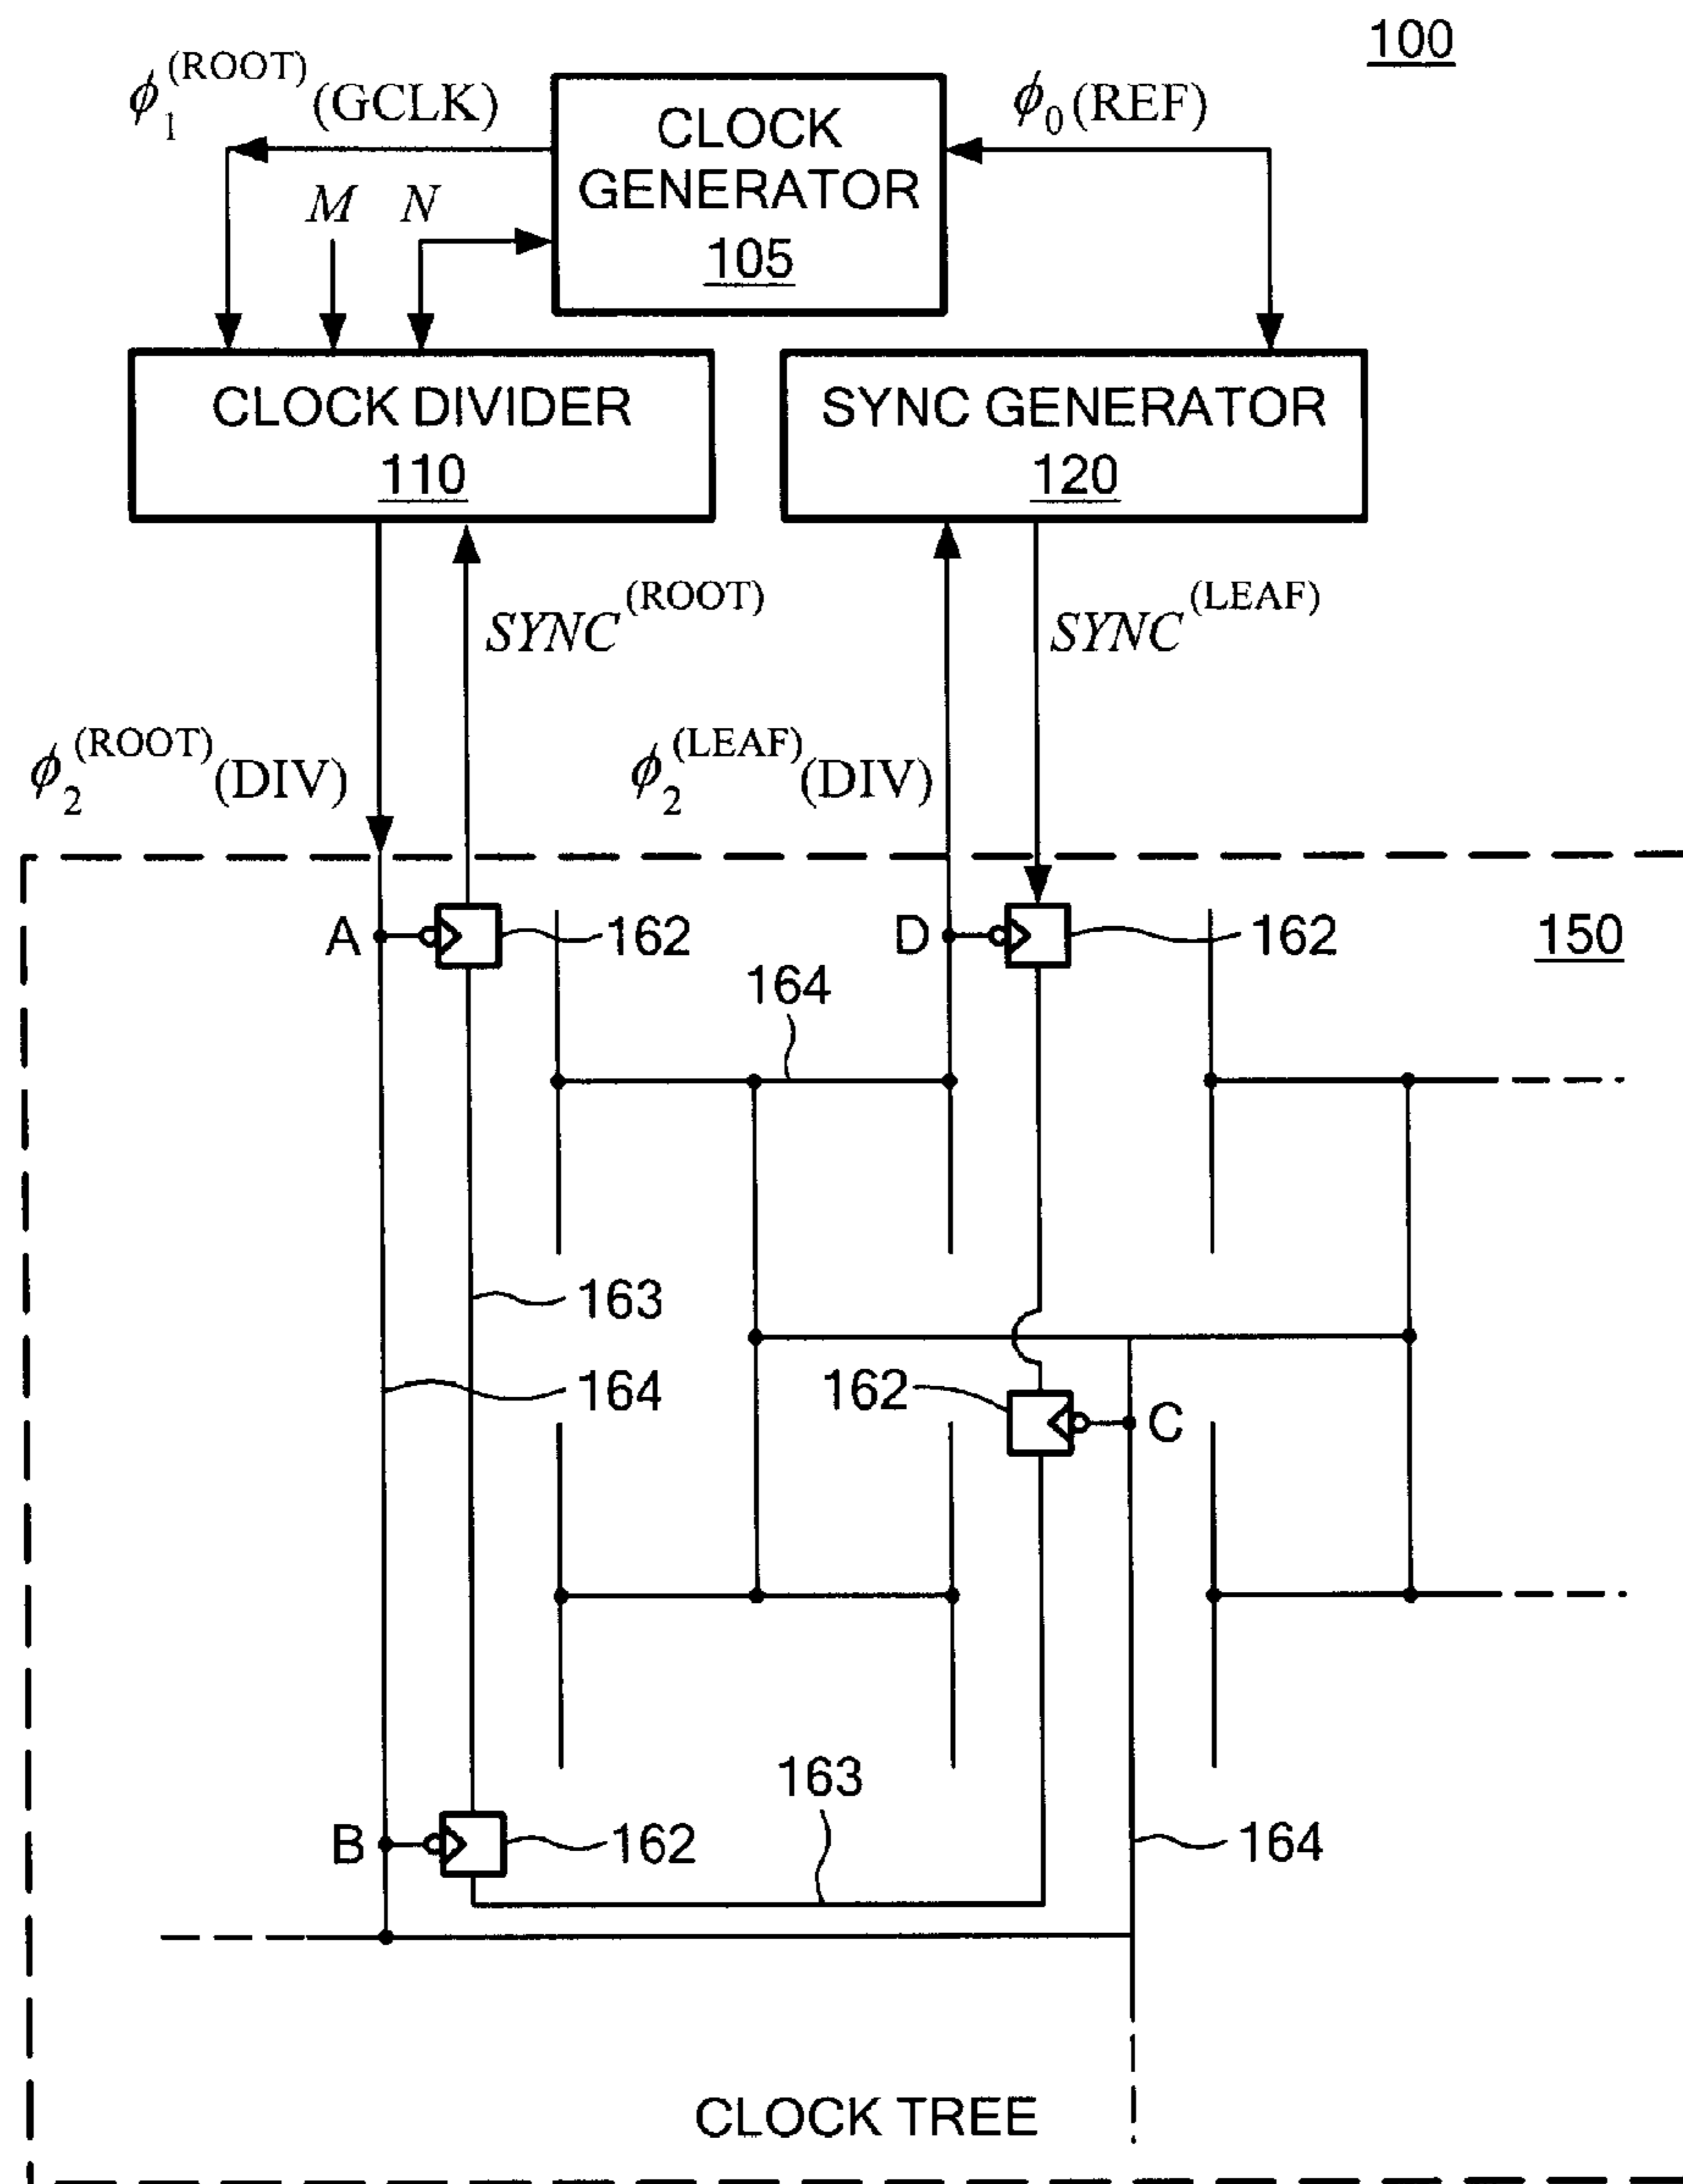 100
ϕ₁^(ROOT) (GCLK)
CLOCK
GENERATOR
105
ϕ₀ (REF)
M N
CLOCK DIVIDER
110
SYNC GENERATOR
120
SYNC^(ROOT)
SYNC^(LEAF)
ϕ₂^(ROOT) (DIV)
ϕ₂^(LEAF) (DIV)
A
162
D
162
150
164
163
164
162
C
163
B
162
164
CLOCK TREE